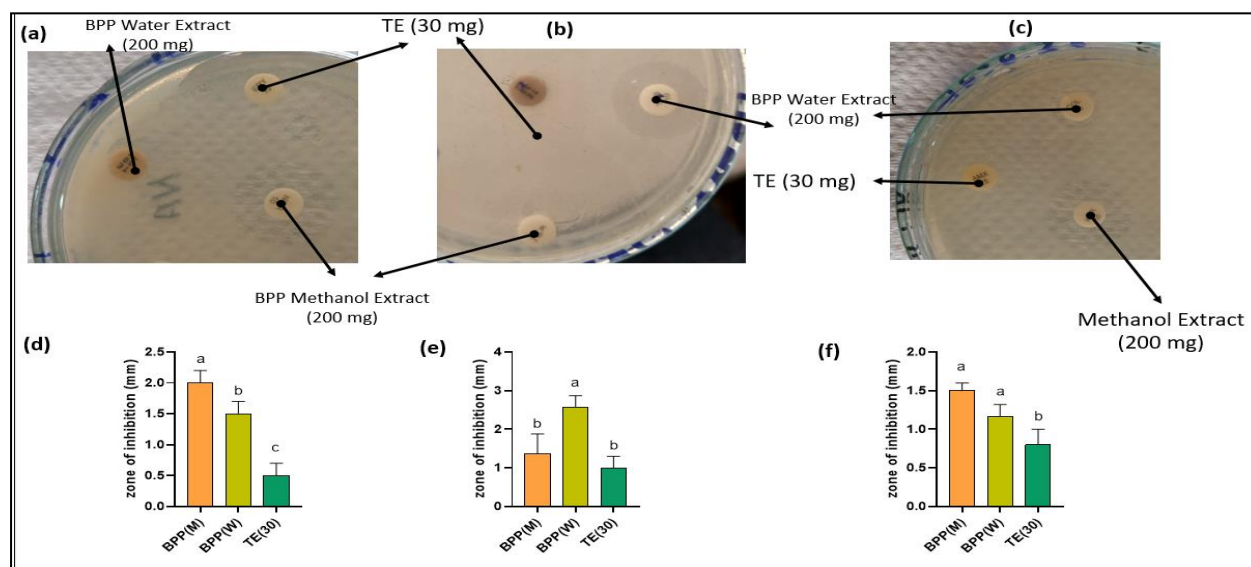 (a)
BPP Water Extract
(200 mg)
TE (30 mg)
(b)
(c)
BPP Water Extract
(200 mg)
TE (30 mg)
BPP Methanol Extract
(200 mg)
Methanol Extract
(200 mg)
(d)
zone of inhibition (mm)
2.5
2.0
1.5
1.0
0.5
0.0
a
b
c
BPP(M)
BPP(W)
TE(30)
(e)
zone of inhibition (mm)
4
3
2
1
0
b
a
b
BPP(M)
BPP(W)
TE(30)
(f)
zone of inhibition (mm)
2.0
1.5
1.0
0.5
0.0
a
a
b
BPP(M)
BPP(W)
TE(30)